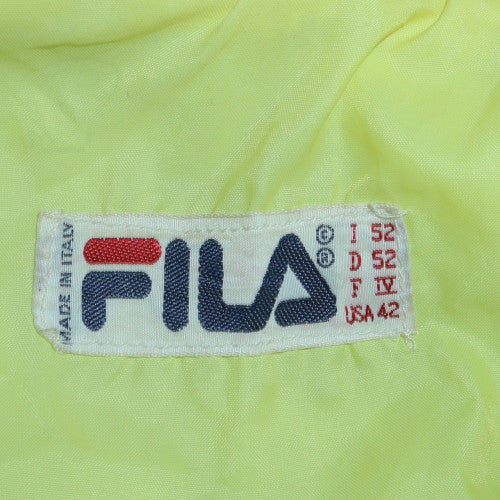 MADE IN ITALY
FILA
©
®
I 52
D 52
F IV
USA 42